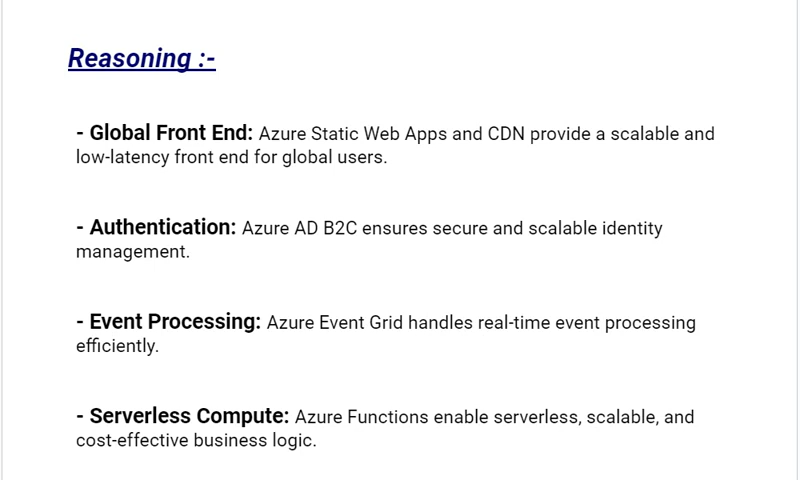 Reasoning :-
- Global Front End: Azure Static Web Apps and CDN provide a scalable and
low-latency front end for global users.
- Authentication: Azure AD B2C ensures secure and scalable identity
management.
- Event Processing: Azure Event Grid handles real-time event processing
efficiently.
- Serverless Compute: Azure Functions enable serverless, scalable, and
cost-effective business logic.